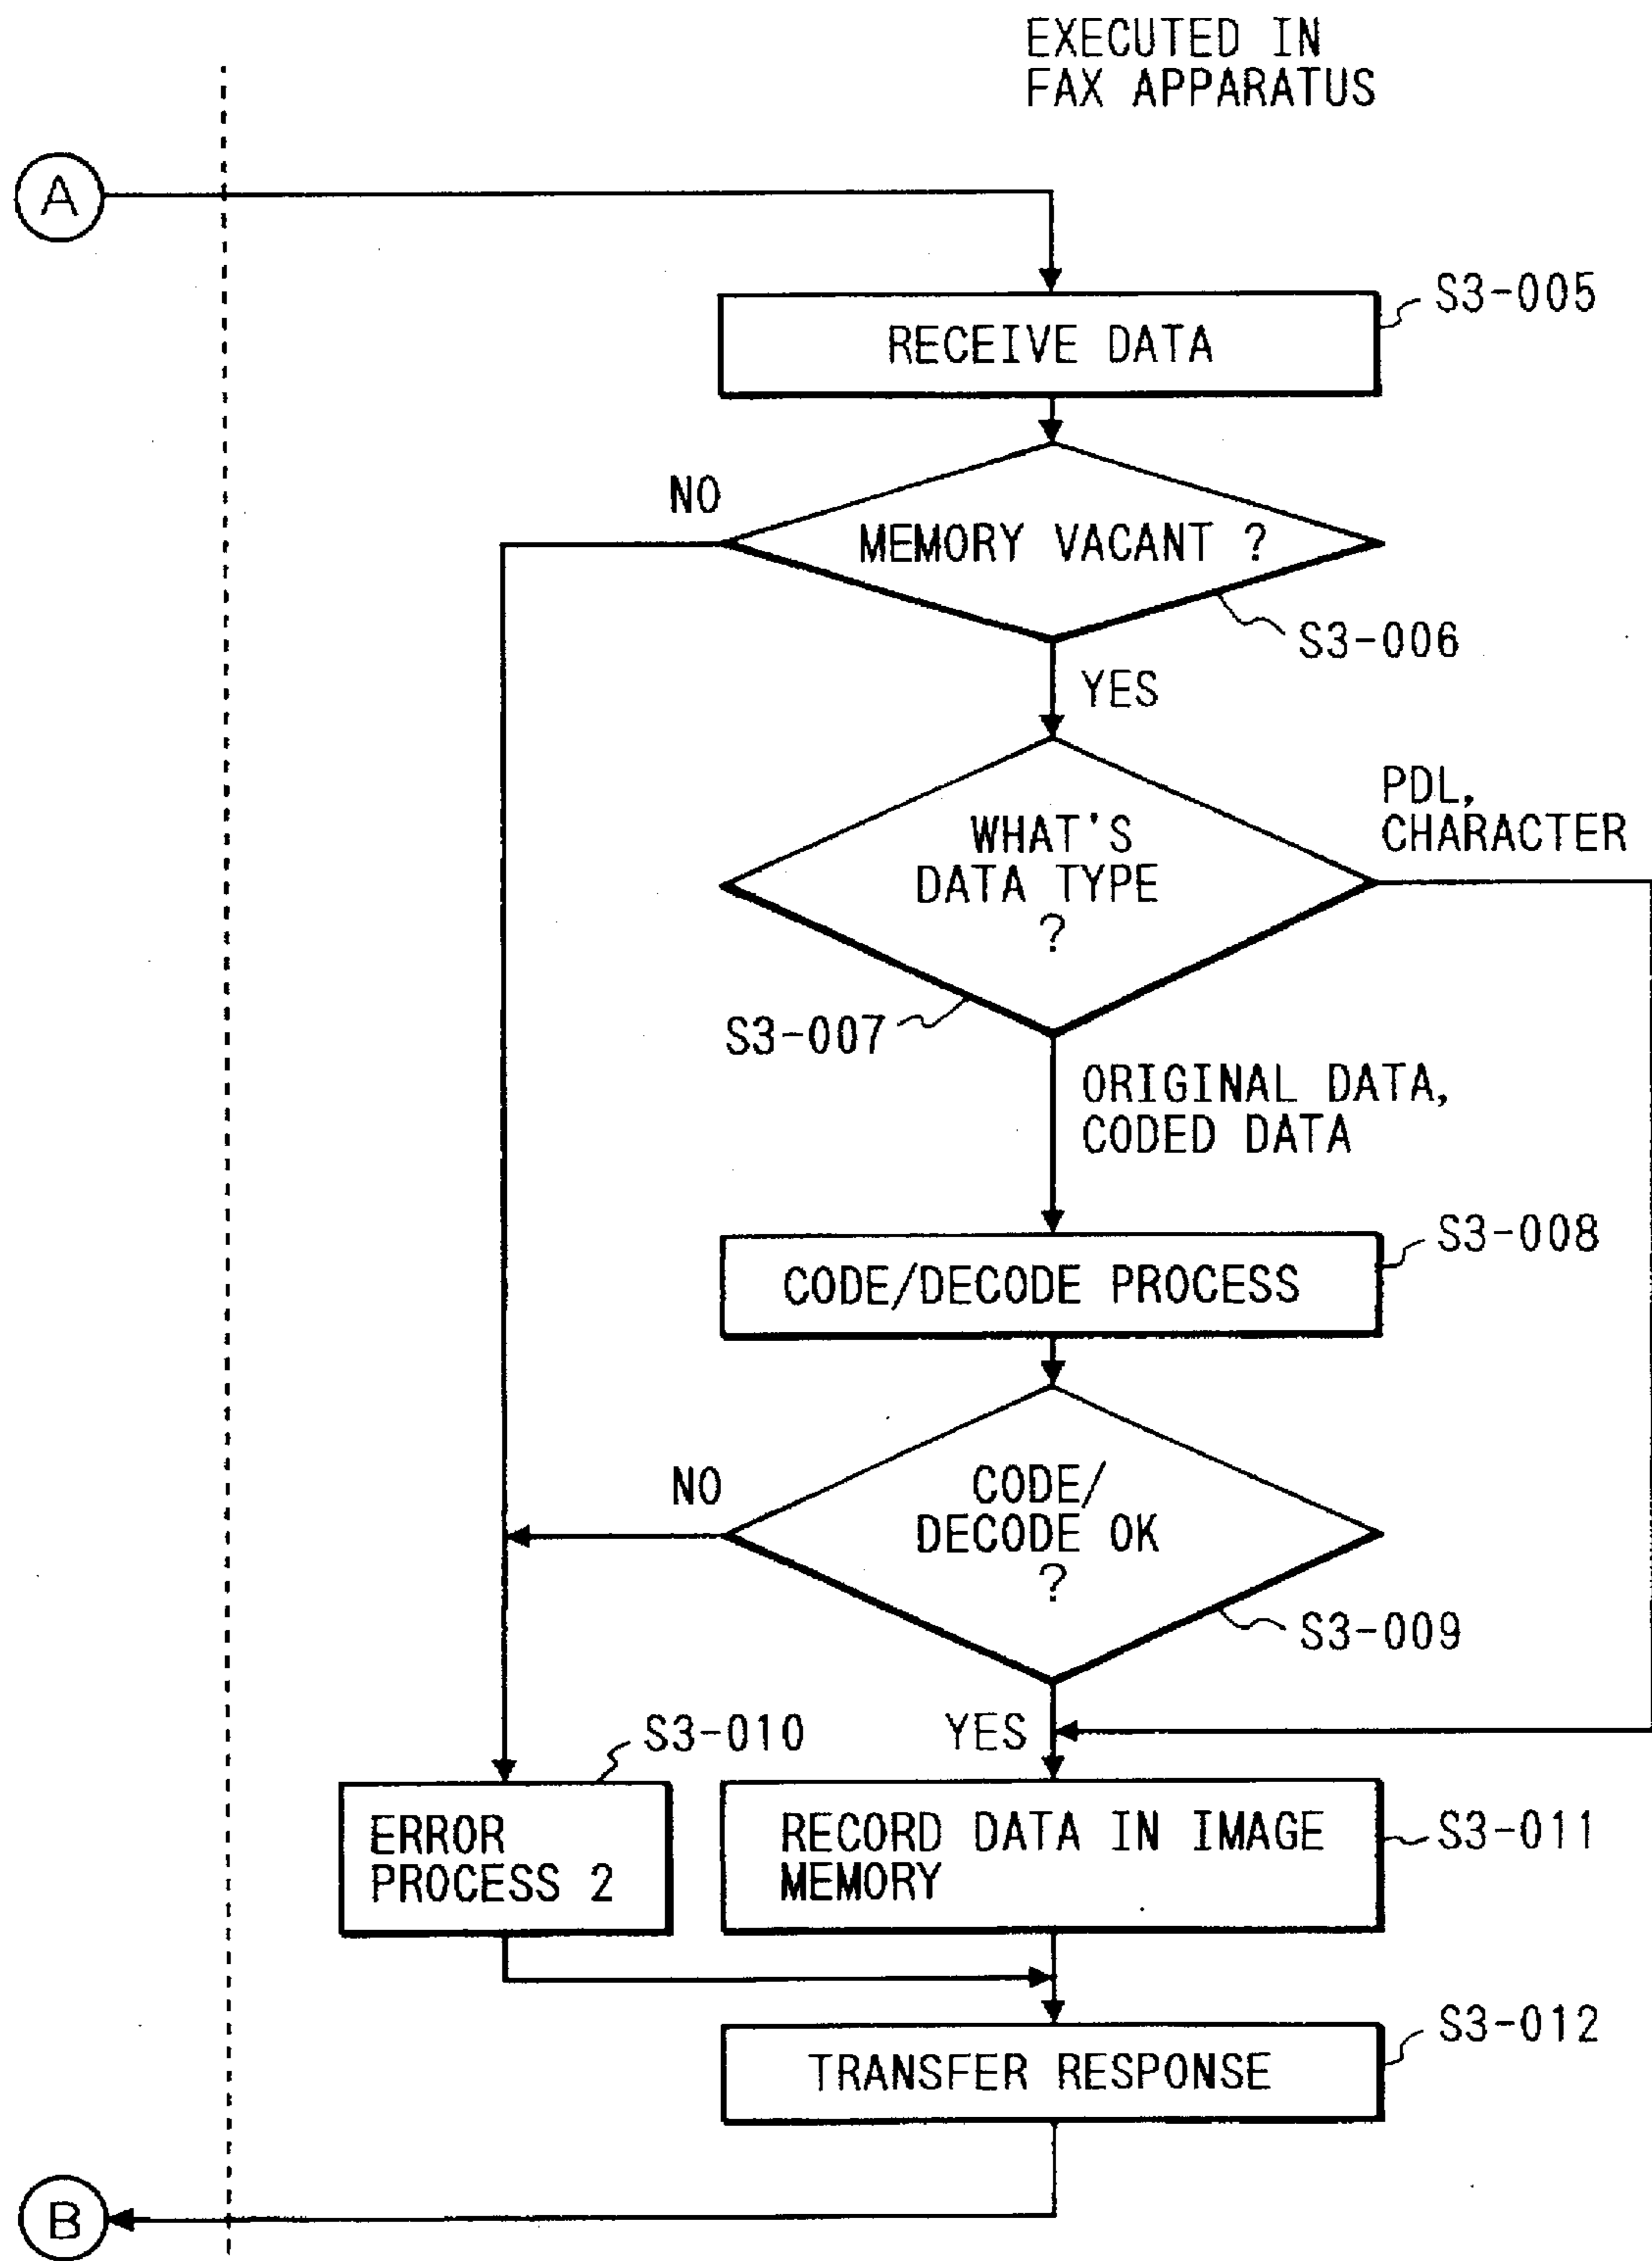 EXECUTED IN
FAX APPARATUS
A
S3-005
RECEIVE DATA
NO
MEMORY VACANT ?
S3-006
YES
PDL,
CHARACTER
WHAT'S
DATA TYPE
?
S3-007
ORIGINAL DATA,
CODED DATA
S3-008
CODE/DECODE PROCESS
NO
CODE/
DECODE OK
?
S3-009
YES
S3-010
ERROR
PROCESS 2
RECORD DATA IN IMAGE
MEMORY
S3-011
S3-012
TRANSFER RESPONSE
B